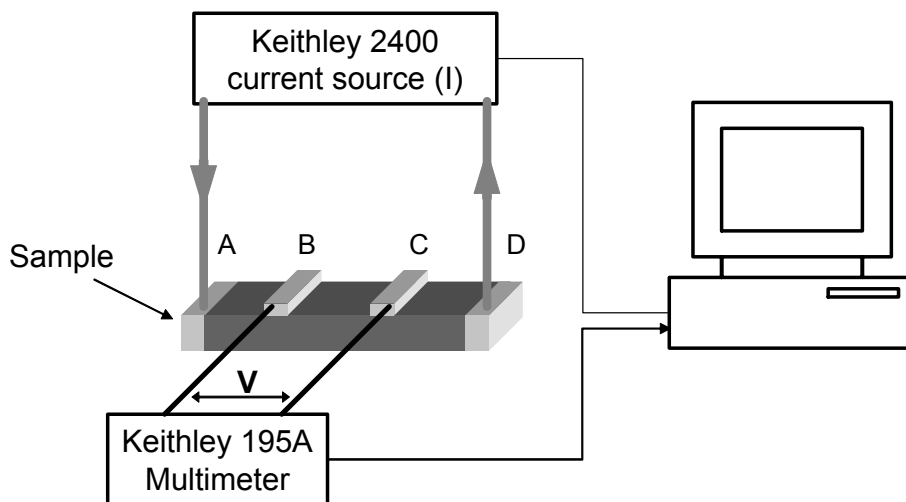 Keithley 2400
current source (I)
A
B
C
D
Sample
V
Keithley 195A
Multimeter